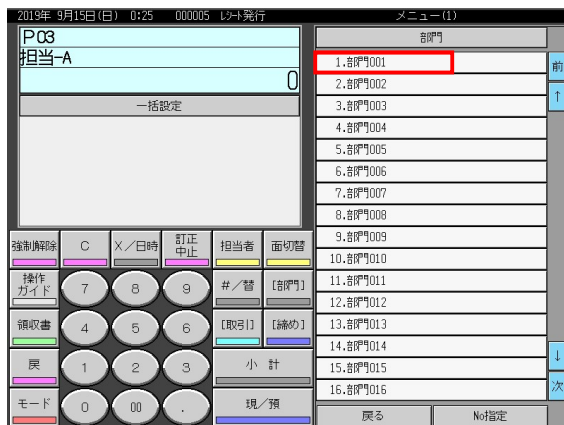 2019年 9月15日(日) 0:25 000005 ﾚｼｰﾄ発行 メニュー(1)
P03
担当-A
0
一括設定
強制解除 C X／日時 訂正中止 担当者 面切替
操作ガイド 7 8 9 #／替 [部門]
領収書 4 5 6 [取引] [締め]
戻 1 2 3 小 計
モード 0 00 . 現／預
部門
1.部門001
2.部門002
3.部門003
4.部門004
5.部門005
6.部門006
7.部門007
8.部門008
9.部門009
10.部門010
11.部門011
12.部門012
13.部門013
14.部門014
15.部門015
16.部門016
前
↑
↓
次
戻る No指定